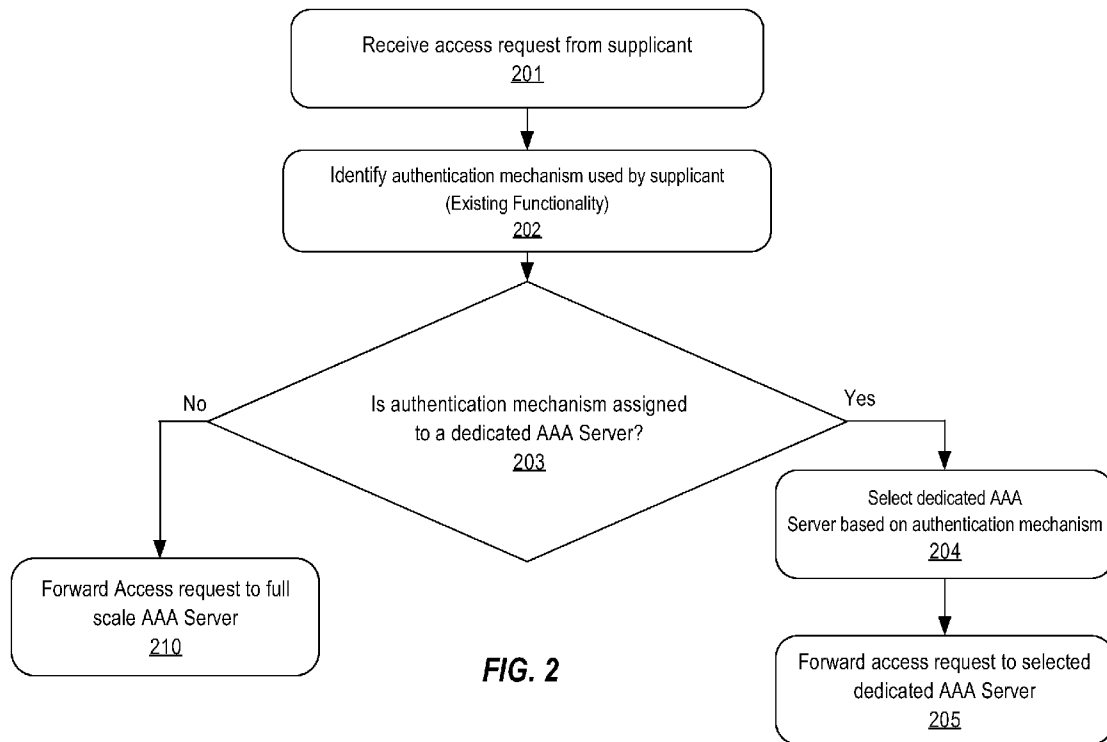 Receive access request from supplicant
201
Identify authentication mechanism used by supplicant
(Existing Functionality)
202
No
Yes
Is authentication mechanism assigned
to a dedicated AAA Server?
203
Select dedicated AAA
Server based on authentication mechanism
204
Forward Access request to full
scale AAA Server
210
FIG. 2
Forward access request to selected
dedicated AAA Server
205